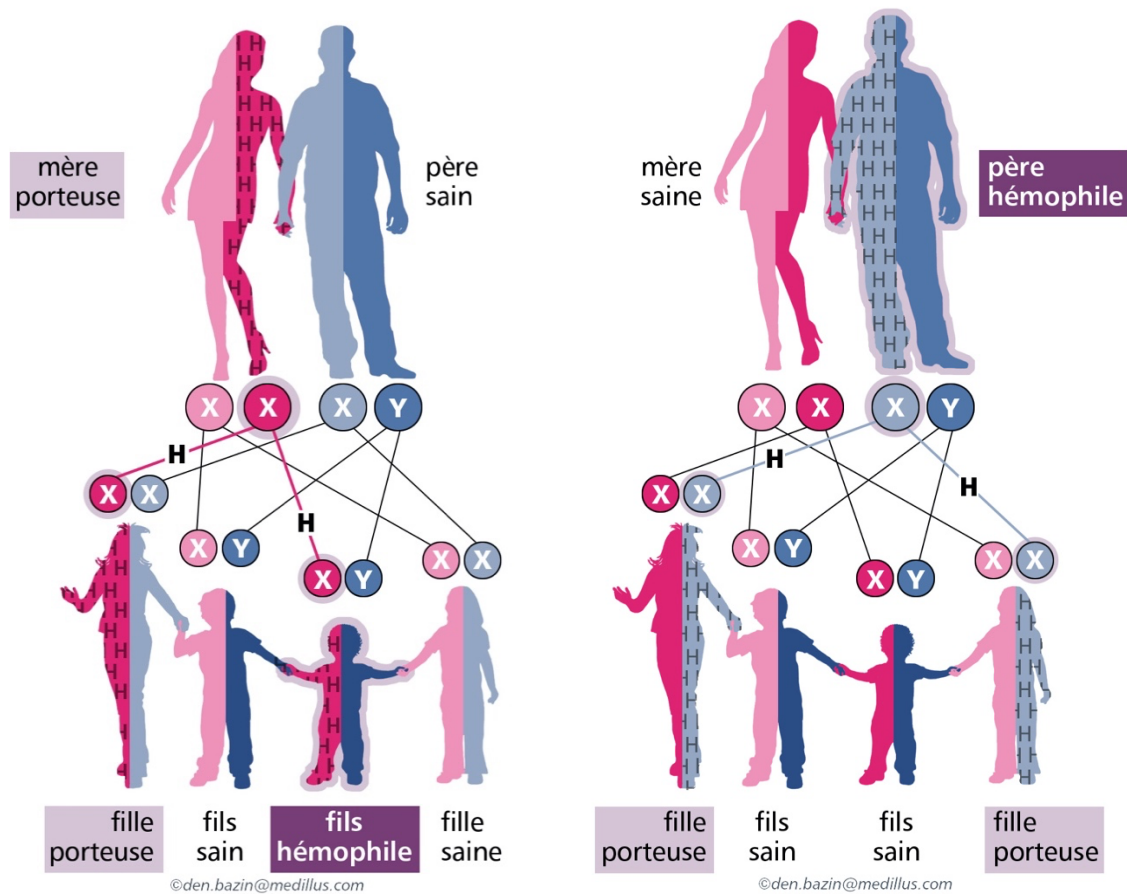 mère
porteuse
père
sain
X
X
X
Y
H
H
X
X
X
Y
X
Y
X
X
fille
porteuse
fils
sain
fils
hémophile
fille
saine
©den.bazin@medillus.com
mère
saine
père
hémophile
X
X
X
Y
H
H
X
X
X
Y
X
Y
X
X
fille
porteuse
fils
sain
fils
sain
fille
porteuse
©den.bazin@medillus.com